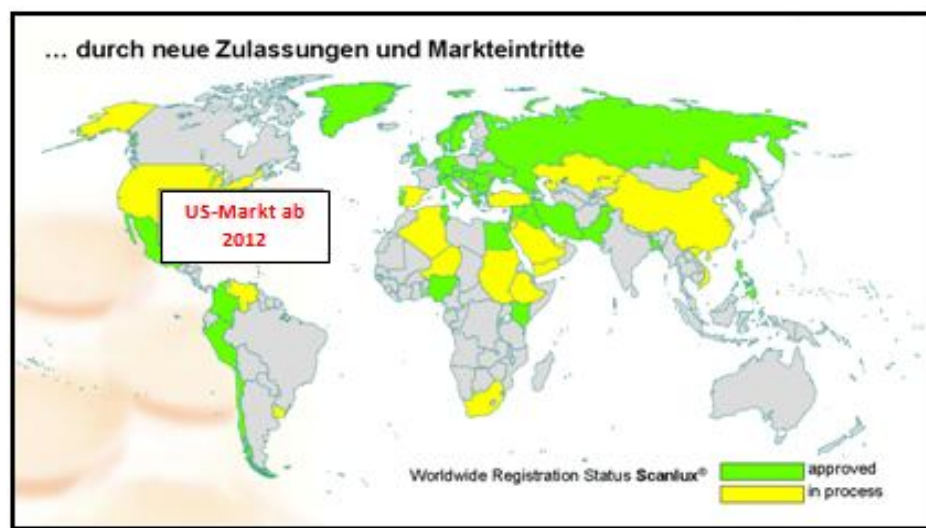 ... durch neue Zulassungen und Markteintritte
US-Markt ab
2012
Worldwide Registration Status Scanlux®
approved
in process